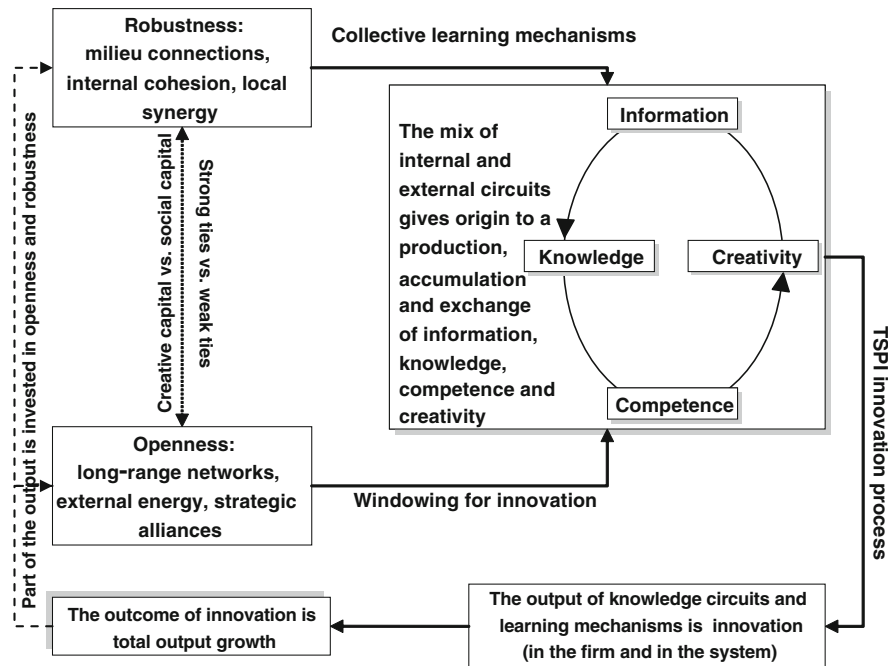 Robustness:
milieu connections,
internal cohesion, local
synergy
Collective learning mechanisms
Part of the output is invested in openness and robustness
Creative capital vs. social capital
Strong ties vs. weak ties
The mix of
internal and
external circuits
gives origin to a
production,
accumulation
and exchange
of information,
knowledge,
competence and
creativity
Information
Knowledge
Creativity
Competence
TSPI innovation process
Openness:
long-range networks,
external energy, strategic
alliances
Windowing for innovation
The outcome of innovation is
total output growth
The output of knowledge circuits and
learning mechanisms is innovation
(in the firm and in the system)